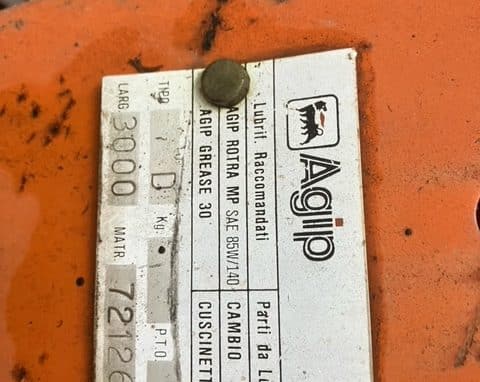 Agip
Lubrif. Raccomandati Parti da
AGIP ROTRA MP SAE 85W/140 CAMBIO
AGIP GREASE 30 CUSCINETT
TIPO D Kg. P.T.O.
LARG 3000 MATR. 72126